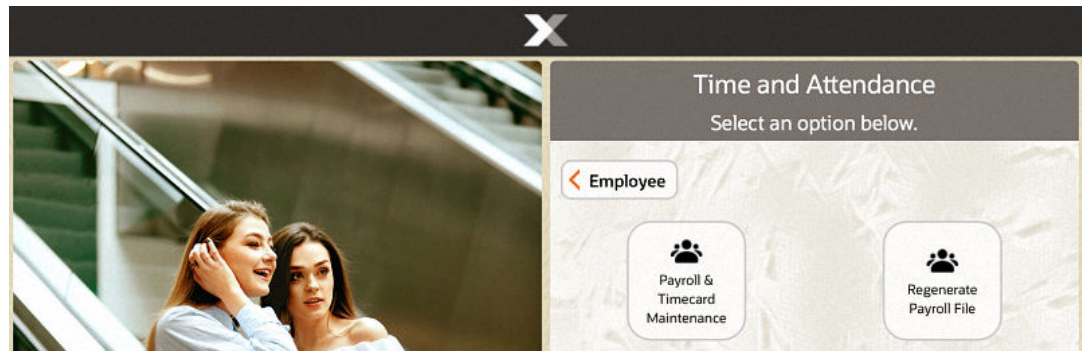 Time and Attendance
Select an option below.
Employee
Payroll &
Timecard
Maintenance
Regenerate
Payroll File